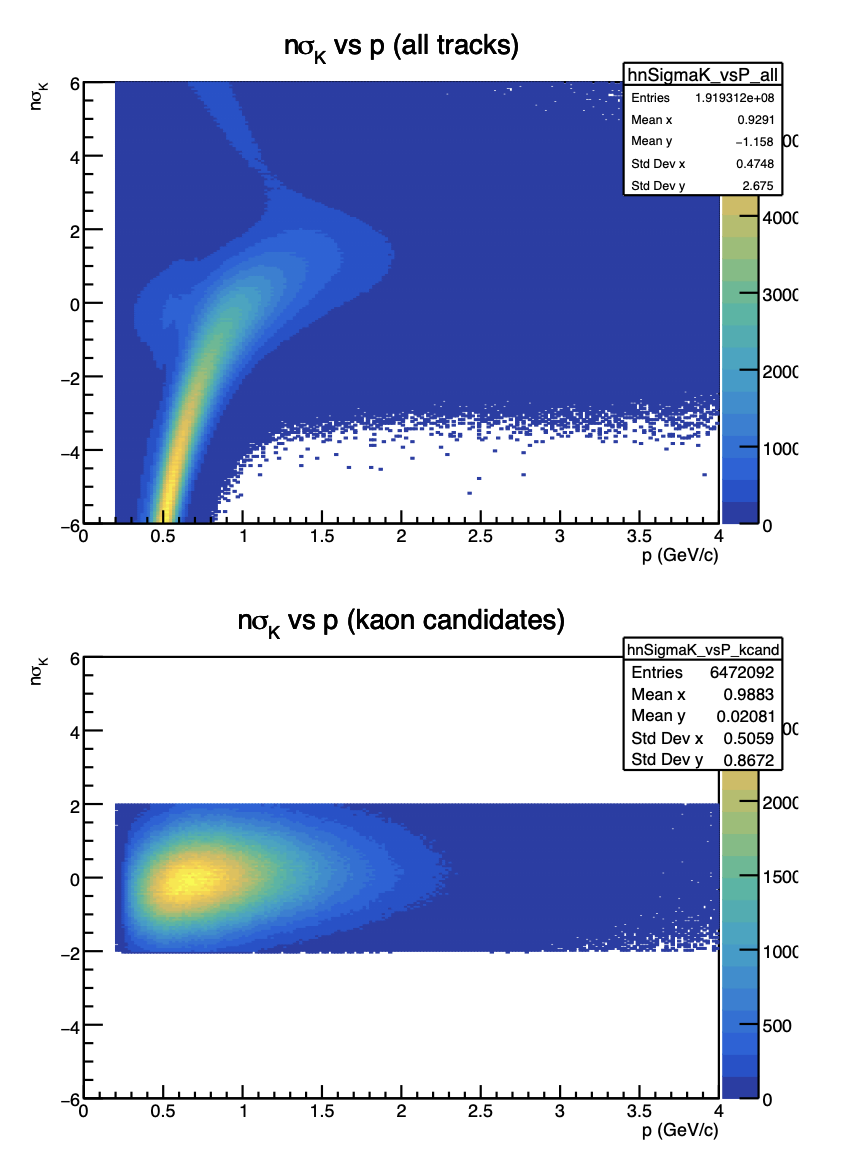 nσK vs p (all tracks)
hnSigmaK_vsP_all
Entries 1.919312e+08
Mean x 0.9291
Mean y −1.158
Std Dev x 0.4748
Std Dev y 2.675
nσK
6
4
2
0
−2
−4
−6
0 0.5 1 1.5 2 2.5 3 3.5 4
p (GeV/c)
00
4000
3000
2000
1000
0
nσK vs p (kaon candidates)
hnSigmaK_vsP_kcand
Entries 6472092
Mean x 0.9883
Mean y 0.02081
Std Dev x 0.5059
Std Dev y 0.8672
nσK
6
4
2
0
−2
−4
−6
0 0.5 1 1.5 2 2.5 3 3.5 4
p (GeV/c)
00
2000
1500
1000
500
0